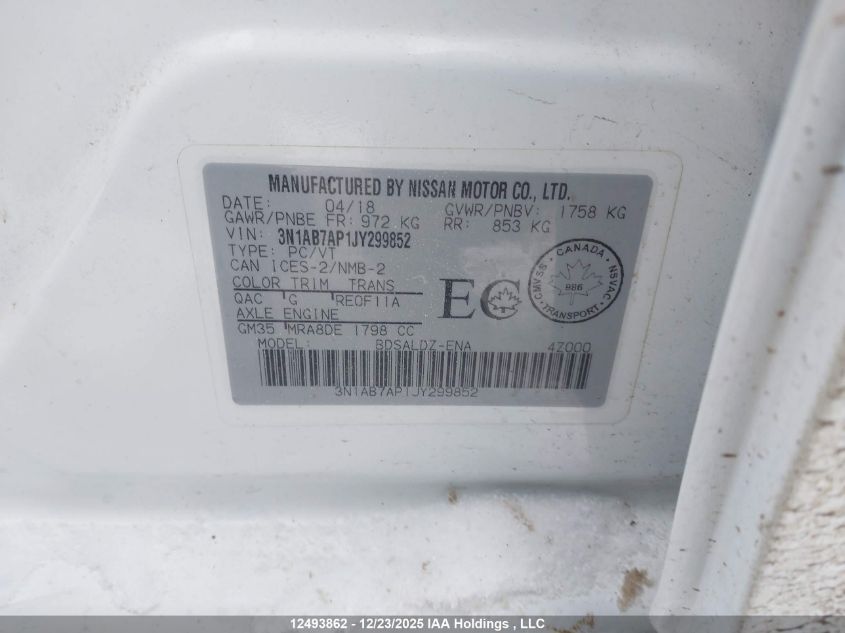 MANUFACTURED BY NISSAN MOTOR CO., LTD.
DATE: 04/18 GVWR/PNBV: 1758 KG
GAWR/PNBE FR: 972 KG RR: 853 KG
VIN: 3N1AB7AP1JY299852
TYPE: PC/VT
CAN ICES-2/NMB-2
COLOR TRIM TRANS
QAC G RE0F11A
AXLE ENGINE
GM35 MRA8DE 1798 CC
EC
CANADA
CMVSS NSVAC
986
TRANSPORT
MODEL: BDSALDZ-ENA 4Z000
3N1AB7AP1JY299852
12493862 - 12/23/2025 IAA Holdings , LLC